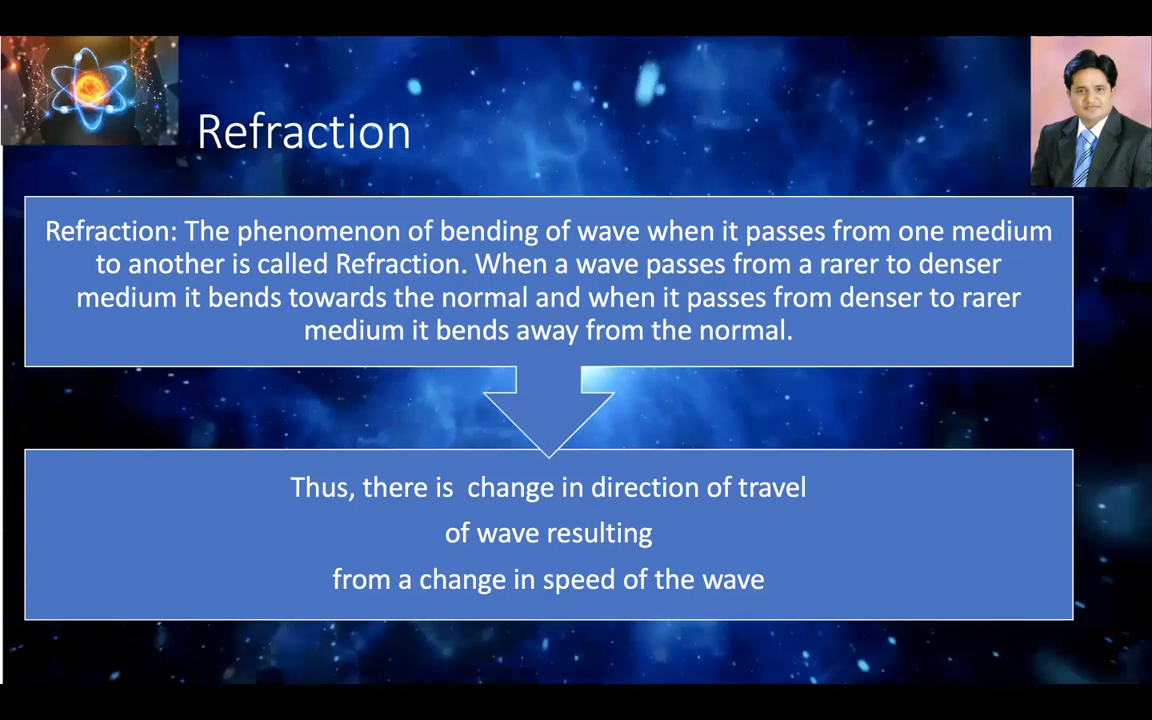 Refraction
Refraction: The phenomenon of bending of wave when it passes from one medium
to another is called Refraction. When a wave passes from a rarer to denser
medium it bends towards the normal and when it passes from denser to rarer
medium it bends away from the normal.
Thus, there is  change in direction of travel
of wave resulting
from a change in speed of the wave